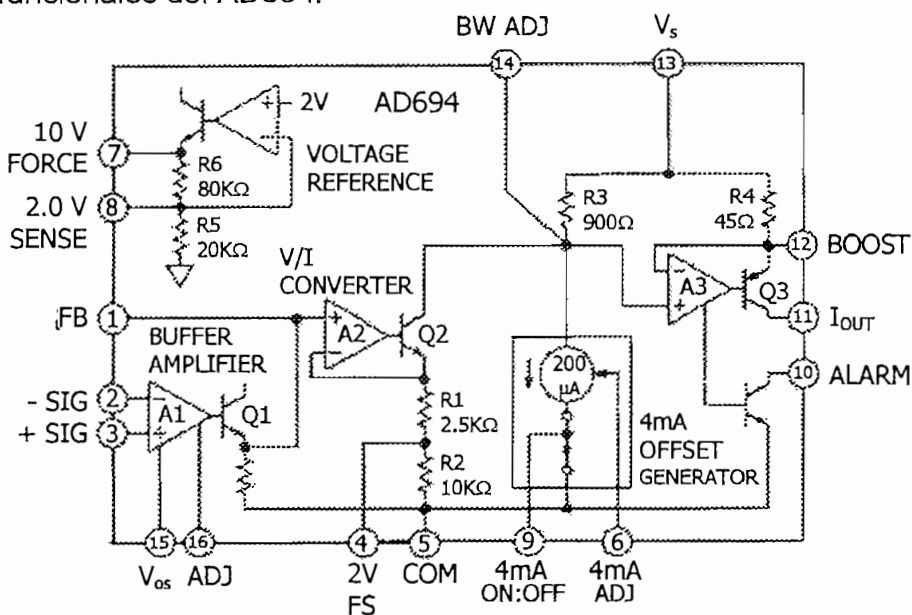 funcionales del AD694.
BW ADJ
Vs
14
13
AD694
2V
10 V
FORCE
7
R6
80KΩ
VOLTAGE
REFERENCE
2.0 V
SENSE
8
R5
20KΩ
R3
900Ω
R4
45Ω
12
BOOST
V/I
CONVERTER
A3
Q3
FB
1
A2
Q2
11
IOUT
BUFFER
AMPLIFIER
200
µA
10
ALARM
- SIG
2
A1
Q1
+ SIG
3
R1
2.5KΩ
4mA
OFFSET
GENERATOR
R2
10KΩ
15
16
4
5
9
6
Vos
ADJ
2V
FS
COM
4mA
ON:OFF
4mA
ADJ